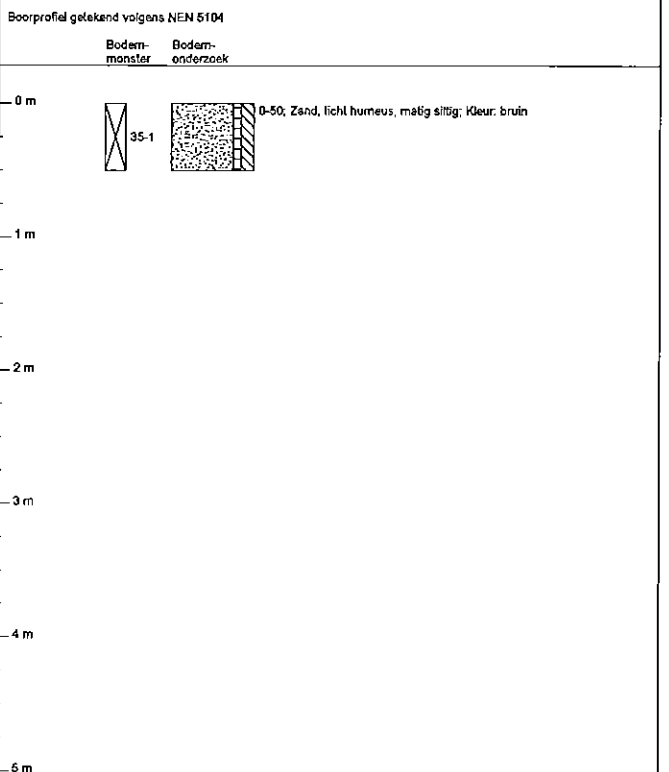 Boorprofiel getekend volgens NEN 5104
Bodem- Bodem-
monster onderzoek
0 m
35-1
0-50; Zand, licht humeus, matig siltig; Kleur: bruin
1 m
2 m
3 m
4 m
5 m